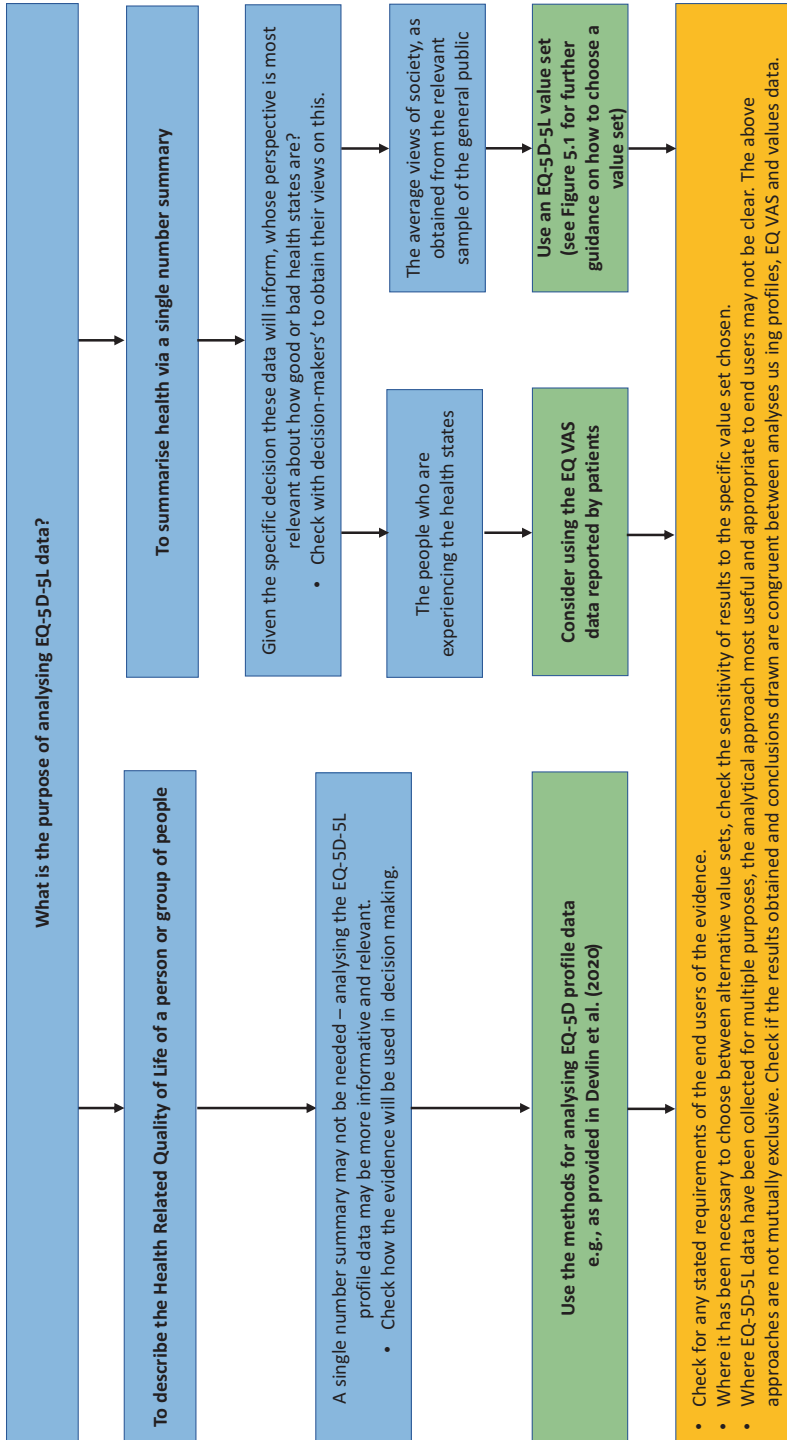 What is the purpose of analysing EQ-5D-5L data?
To describe the Health Related Quality of Life of a person or group of people
A single number summary may not be needed – analysing the EQ-5D-5L
profile data may be more informative and relevant.
• Check how the evidence will be used in decision making.
Use the methods for analysing EQ-5D profile data
e.g., as provided in Devlin et al. (2020)
To summarise health via a single number summary
Given the specific decision these data will inform, whose perspective is most
relevant about how good or bad health states are?
• Check with decision-makers’ to obtain their views on this.
The people who are
experiencing the health states
Consider using the EQ VAS
data reported by patients
The average views of society, as
obtained from the relevant
sample of the general public
Use an EQ-5D-5L value set
(see Figure 5.1 for further
guidance on how to choose a
value set)
• Check for any stated requirements of the end users of the evidence.
• Where it has been necessary to choose between alternative value sets, check the sensitivity of results to the specific value set chosen.
• Where EQ-5D-5L data have been collected for multiple purposes, the analytical approach most useful and appropriate to end users may not be clear. The above
approaches are not mutually exclusive. Check if the results obtained and conclusions drawn are congruent between analyses us ing profiles, EQ VAS and values data.